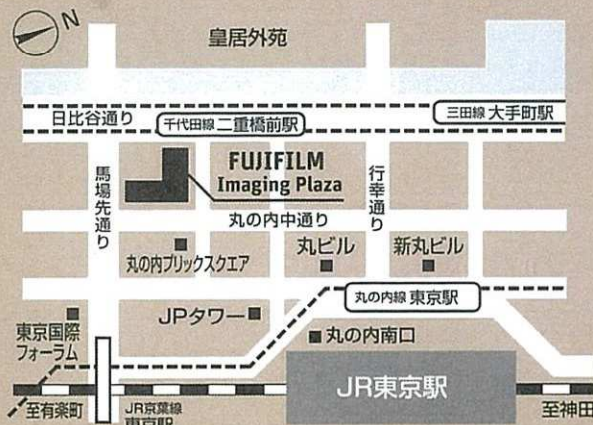 N
皇居外苑
日比谷通り
千代田線 二重橋前駅
三田線 大手町駅
馬場先通り
FUJIFILM
Imaging Plaza
行幸通り
丸の内中通り
丸の内ブリックスクエア
丸ビル
新丸ビル
丸の内線 東京駅
東京国際
フォーラム
JPタワー
丸の内南口
JR東京駅
至有楽町
JR京葉線
東京駅
至神田